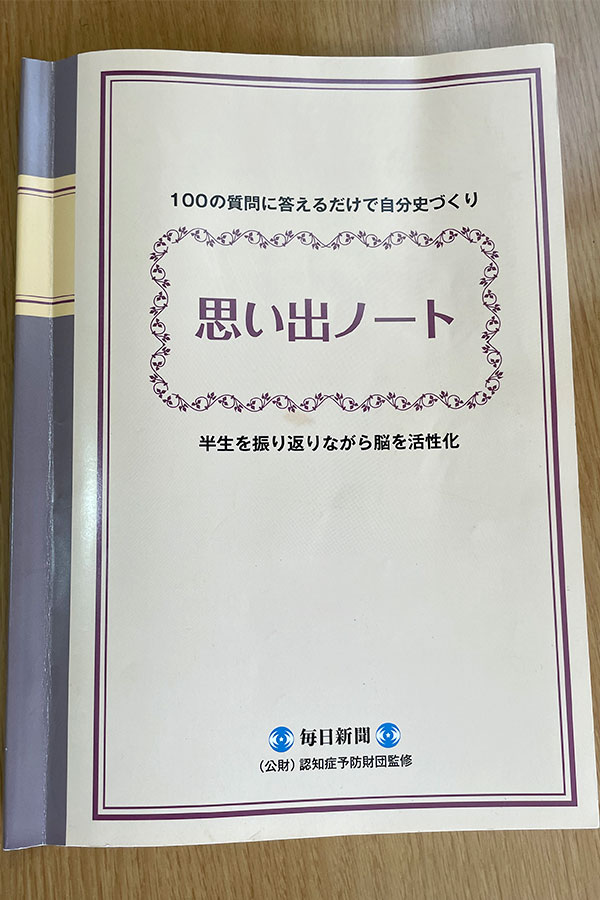 100の質問に答えるだけで自分史づくり
思い出ノート
半生を振り返りながら脳を活性化
毎日新聞
(公財)認知症予防財団監修